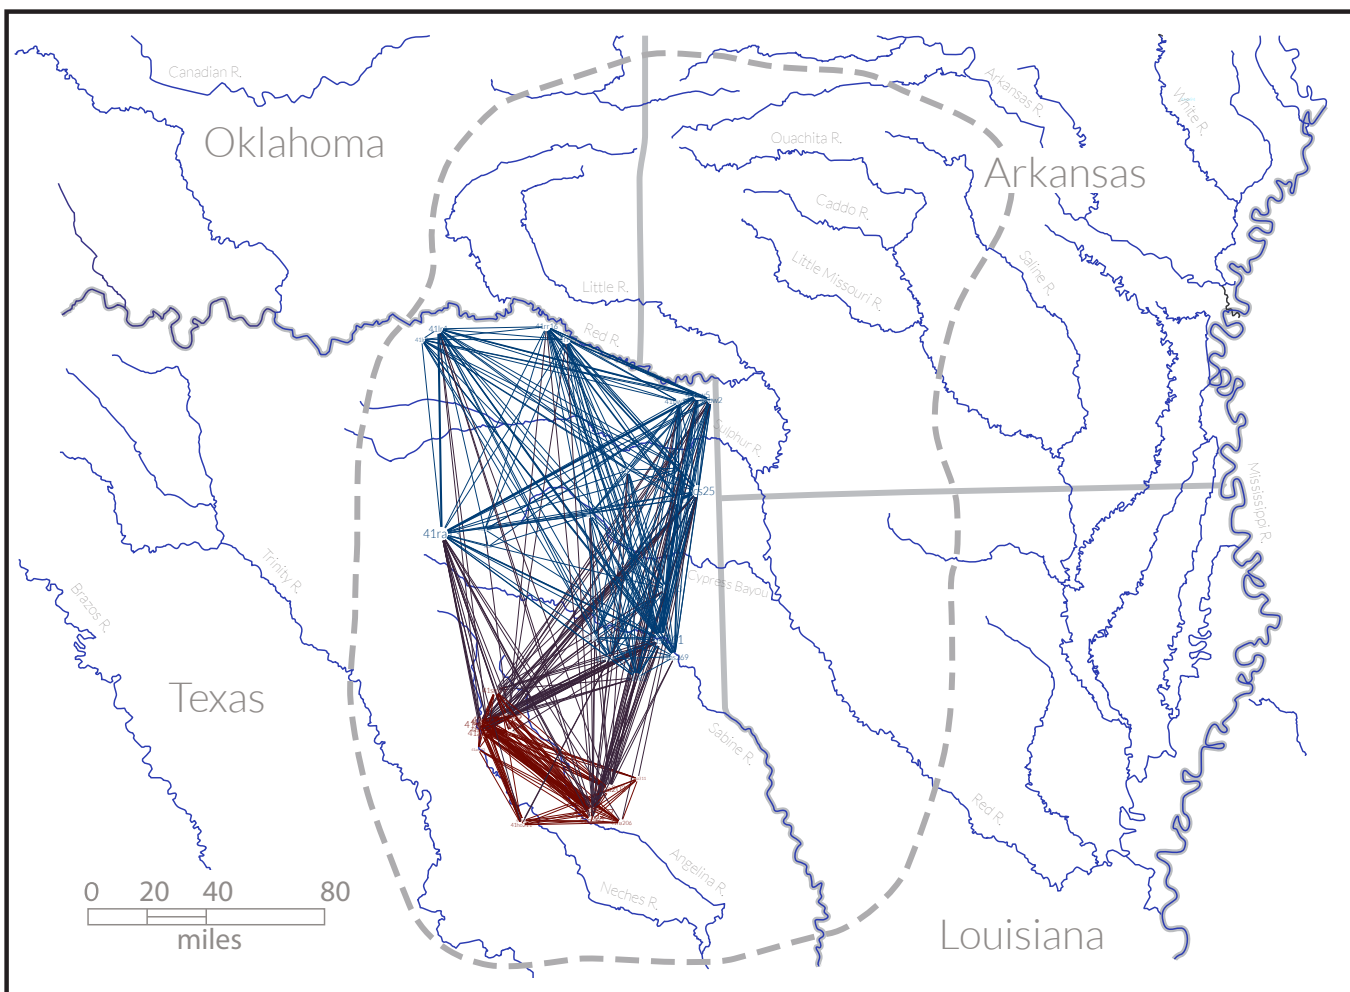 Canadian R.
Oklahoma
Ouachita R.
Arkansas R.
White R.
Arkansas
Caddo R.
Little Missouri R.
Saline R.
Little R.
Red R.
Sulphur R.
Mississippi R.
41ra
Cypress Bayou
Trinity R.
Brazos R.
Texas
Sabine R.
Red R.
Angelina R.
Neches R.
0 20 40 80
miles
Louisiana